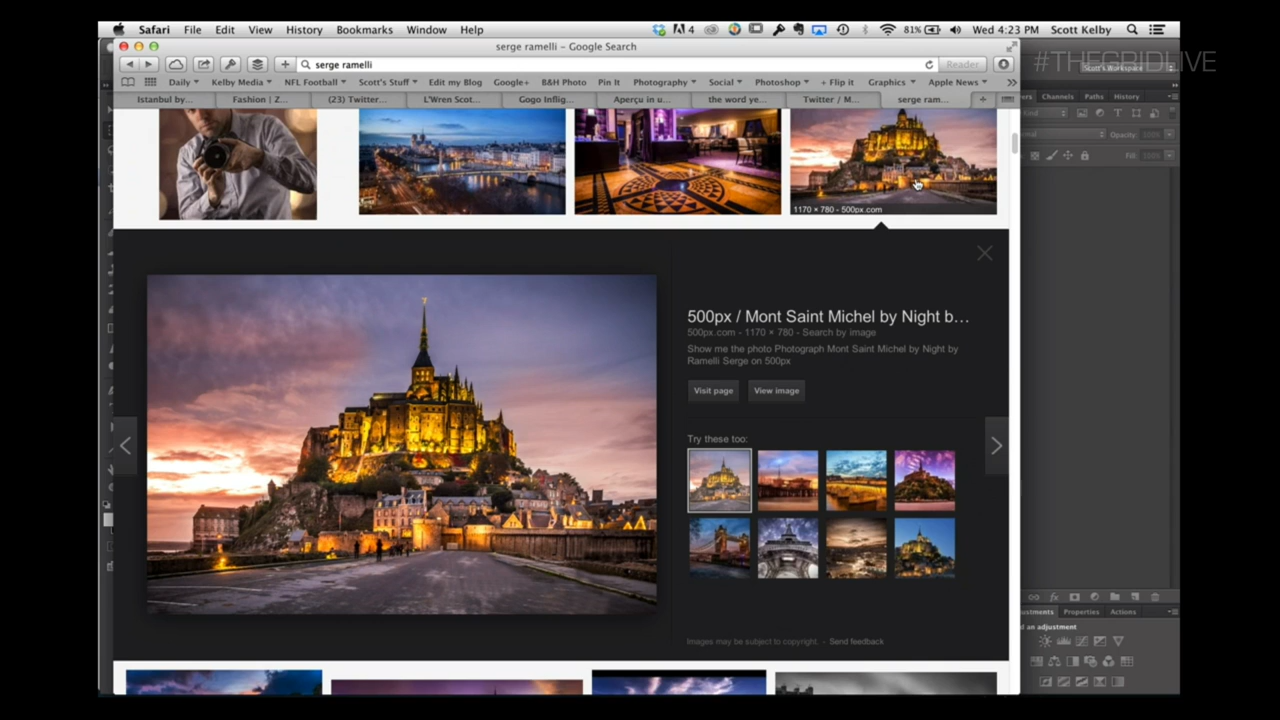 Safari File Edit View History Bookmarks Window Help 4 81% Wed 4:23 PM Scott Kelby
serge ramelli – Google Search
#THEGRIDLIVE
serge ramelli
Reader
Daily Kelby Media NFL Football Scott's Stuff Edit my Blog Google+ B&H Photo Pin It Photography Social Photoshop + Flip it Graphics Apple News
Istanbul by... Fashion | Z... (23) Twitter... L'Wren Scot... Gogo Inflig... Aperçu in u... the word ye... Twitter / M... serge ram...
Channels Paths History
Opacity:
Fill:
1170 × 780 - 500px.com
500px / Mont Saint Michel by Night b...
500px.com - 1170 × 780 - Search by image
Show me the photo Photograph Mont Saint Michel by Night by
Ramelli Serge on 500px
Visit page View image
Try these too:
Images may be subject to copyright. - Send feedback
Properties Actions
an adjustment